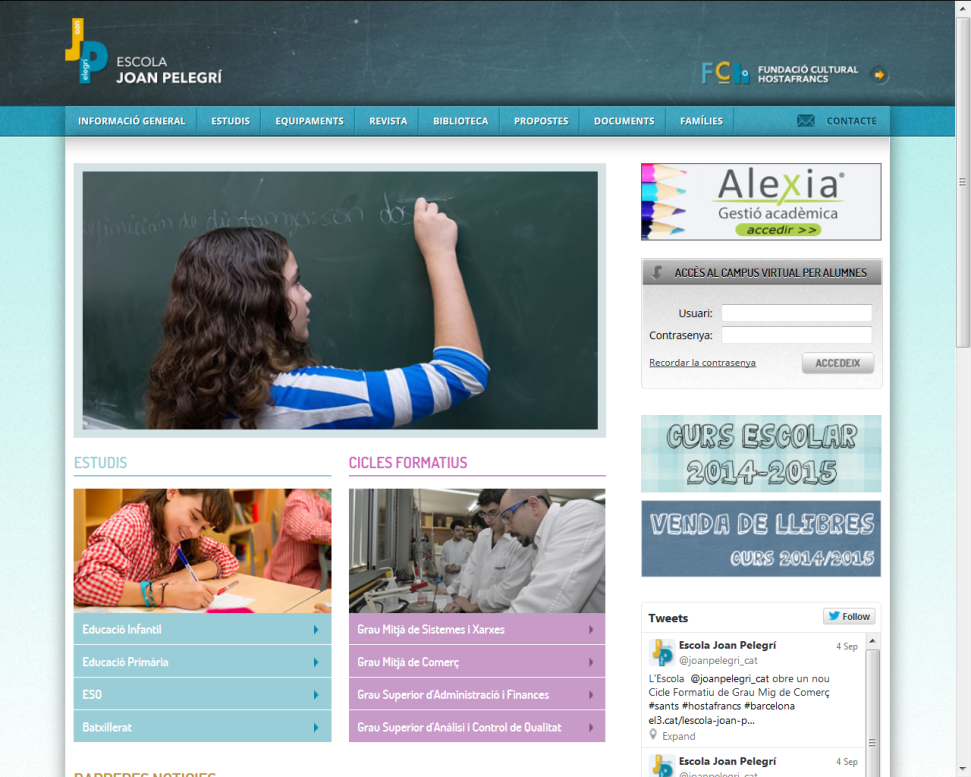 Joan
Pelegrí
ESCOLA
JOAN PELEGRÍ
FCH
FUNDACIÓ CULTURAL
HOSTAFRANCS
INFORMACIÓ GENERAL ESTUDIS EQUIPAMENTS REVISTA BIBLIOTECA PROPOSTES DOCUMENTS FAMÍLIES CONTACTE
Alexia
Gestió acadèmica
accedir >>
ACCÈS AL CAMPUS VIRTUAL PER ALUMNES
Usuari:
Contrasenya:
Recordar la contrasenya ACCEDEIX
CURS ESCOLAR
2014-2015
VENDA DE LLIBRES
CURS 2014/2015
ESTUDIS
Educació Infantil
Educació Primària
ESO
Batxillerat
CICLES FORMATIUS
Grau Mitjà de Sistemes i Xarxes
Grau Mitjà de Comerç
Grau Superior d'Administració i Finances
Grau Superior d'Anàlisi i Control de Qualitat
Tweets Follow
Escola Joan Pelegrí 4 Sep
@joanpelegri_cat
L'Escola @joanpelegri_cat obre un nou
Cicle Formatiu de Grau Mig de Comerç
#sants #hostafrancs #barcelona
el3.cat/lescola-joan-p...
Expand
Escola Joan Pelegrí 4 Sep
@joanpelegri_cat
DARRERES NOTICIES